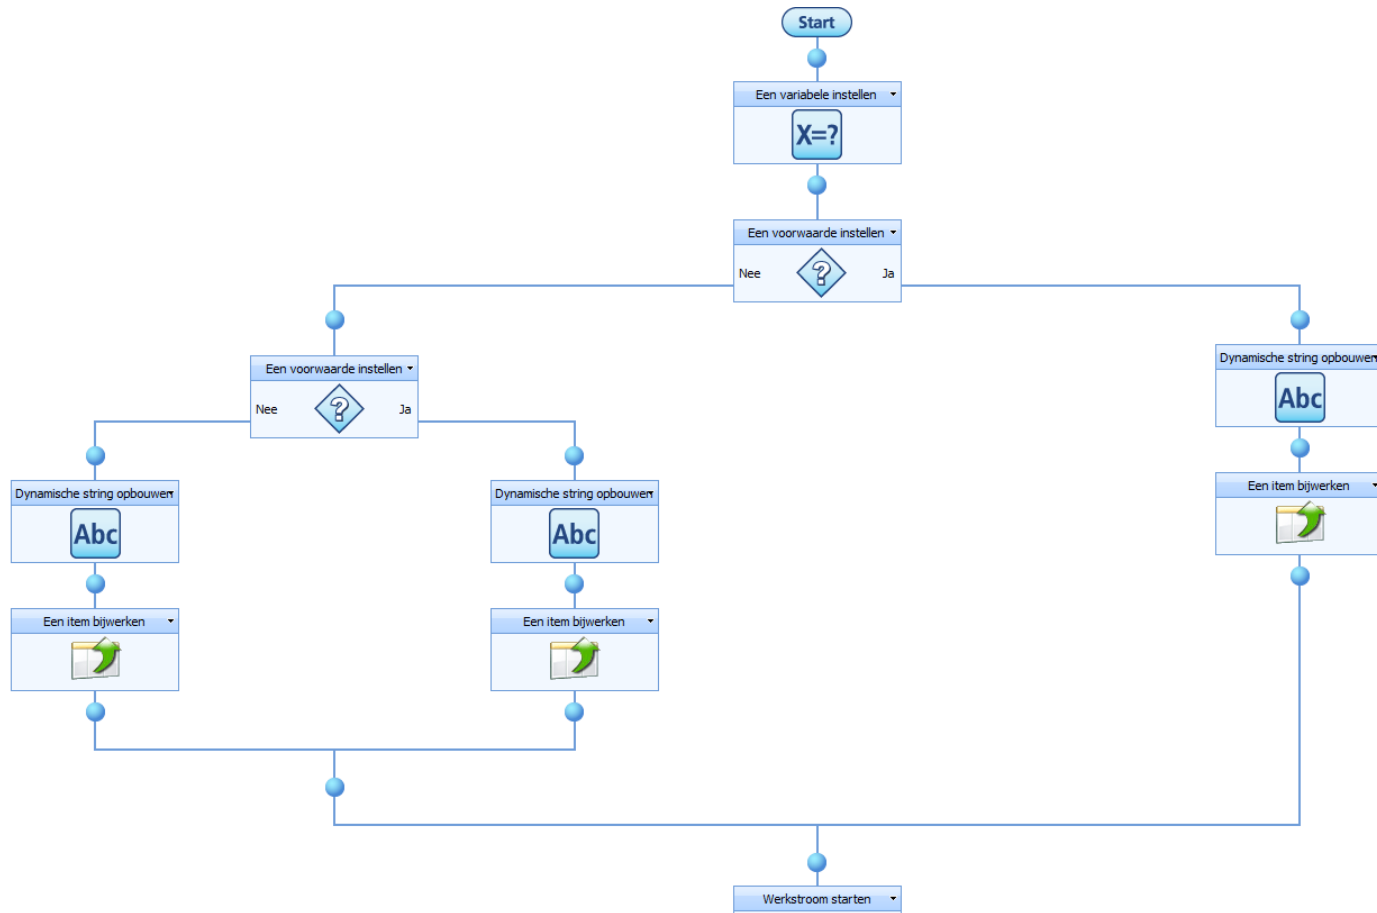 Start
Een variabele instellen
X=?
Een voorwaarde instellen
?
Nee
Ja
Een voorwaarde instellen
?
Nee
Ja
Dynamische string opbouwen
Abc
Een item bijwerken
Dynamische string opbouwen
Abc
Dynamische string opbouwen
Abc
Een item bijwerken
Een item bijwerken
Werkstroom starten